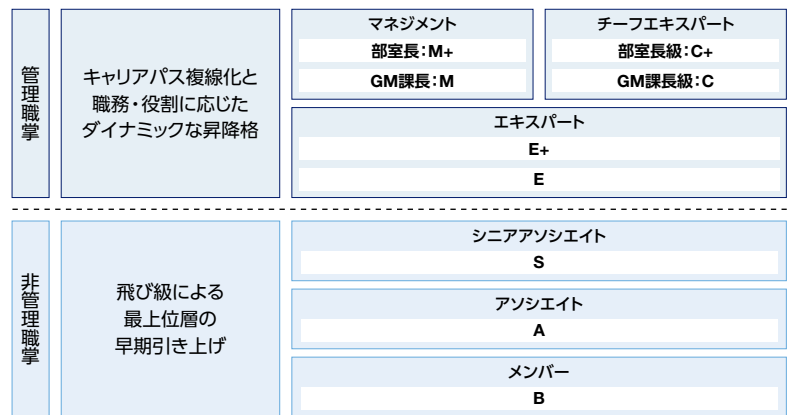 管理職掌
キャリアパス複線化と
職務・役割に応じた
ダイナミックな昇降格
マネジメント
部室長:M+
GM課長:M
チーフエキスパート
部室長級:C+
GM課長級:C
エキスパート
E+
E
非管理職掌
飛び級による
最上位層の
早期引き上げ
シニアアソシエイト
S
アソシエイト
A
メンバー
B